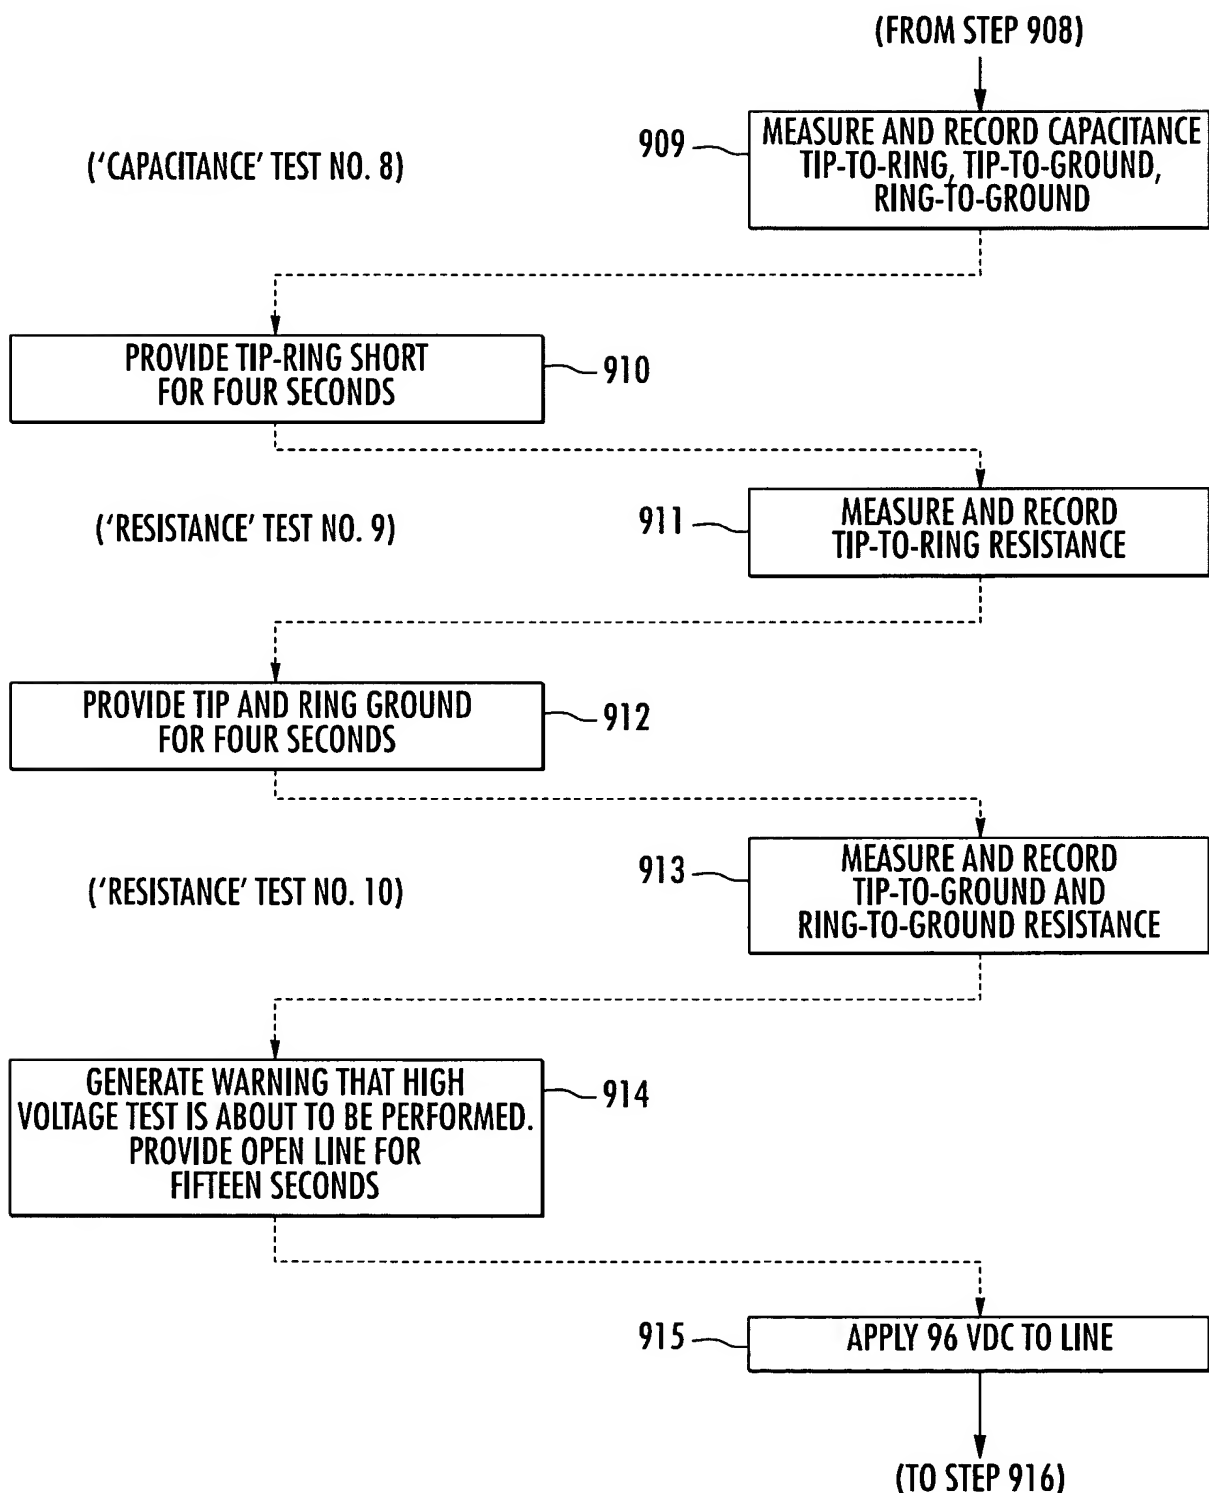 (FROM STEP 908)
909
MEASURE AND RECORD CAPACITANCE
TIP-TO-RING, TIP-TO-GROUND,
RING-TO-GROUND
('CAPACITANCE' TEST NO. 8)
PROVIDE TIP-RING SHORT
FOR FOUR SECONDS
910
('RESISTANCE' TEST NO. 9)
911
MEASURE AND RECORD
TIP-TO-RING RESISTANCE
PROVIDE TIP AND RING GROUND
FOR FOUR SECONDS
912
('RESISTANCE' TEST NO. 10)
913
MEASURE AND RECORD
TIP-TO-GROUND AND
RING-TO-GROUND RESISTANCE
GENERATE WARNING THAT HIGH
VOLTAGE TEST IS ABOUT TO BE PERFORMED.
PROVIDE OPEN LINE FOR
FIFTEEN SECONDS
914
915
APPLY 96 VDC TO LINE
(TO STEP 916)